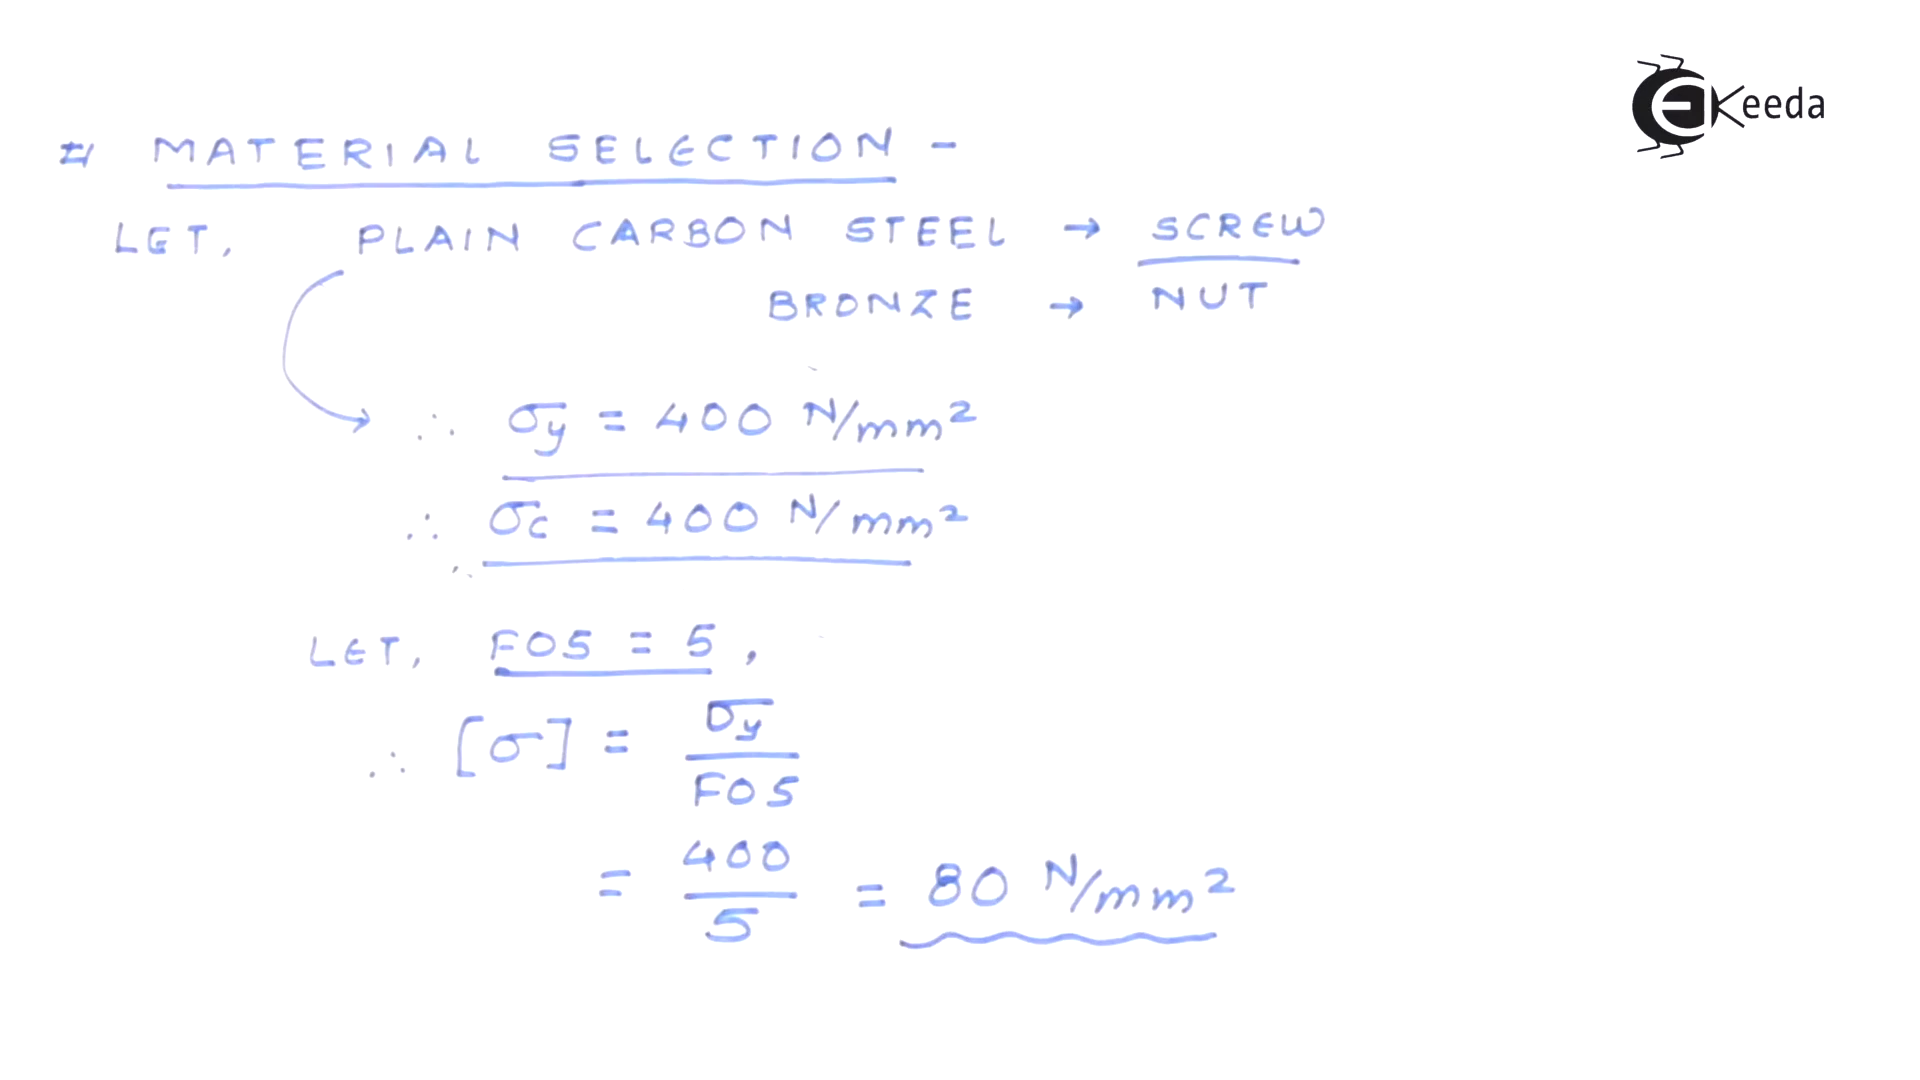 Keeda
# MATERIAL SELECTION -
LET, PLAIN CARBON STEEL → SCREW
BRONZE → NUT
∴ σy = 400 N/mm²
∴ σc = 400 N/mm²
LET, FOS = 5,
∴ [σ] = σy / FOS
= 400 / 5 = 80 N/mm²